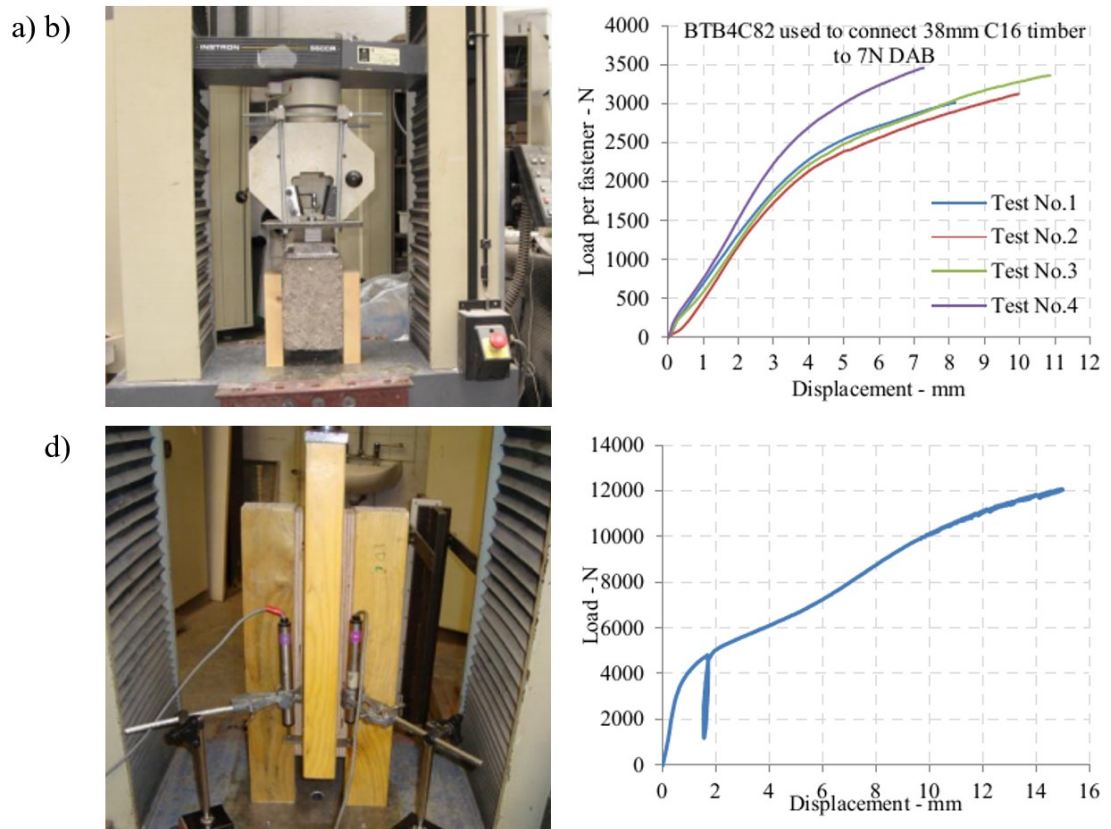 a) b)
INSTRON
BTB4C82 used to connect 38mm C16 timber
to 7N DAB
4000
3500
3000
2500
2000
1500
1000
500
0
Load per fastener - N
Test No.1
Test No.2
Test No.3
Test No.4
0 1 2 3 4 5 6 7 8 9 10 11 12
Displacement - mm
d)
14000
12000
10000
8000
6000
4000
2000
0
Load - N
0 2 4 6 8 10 12 14 16
Displacement - mm